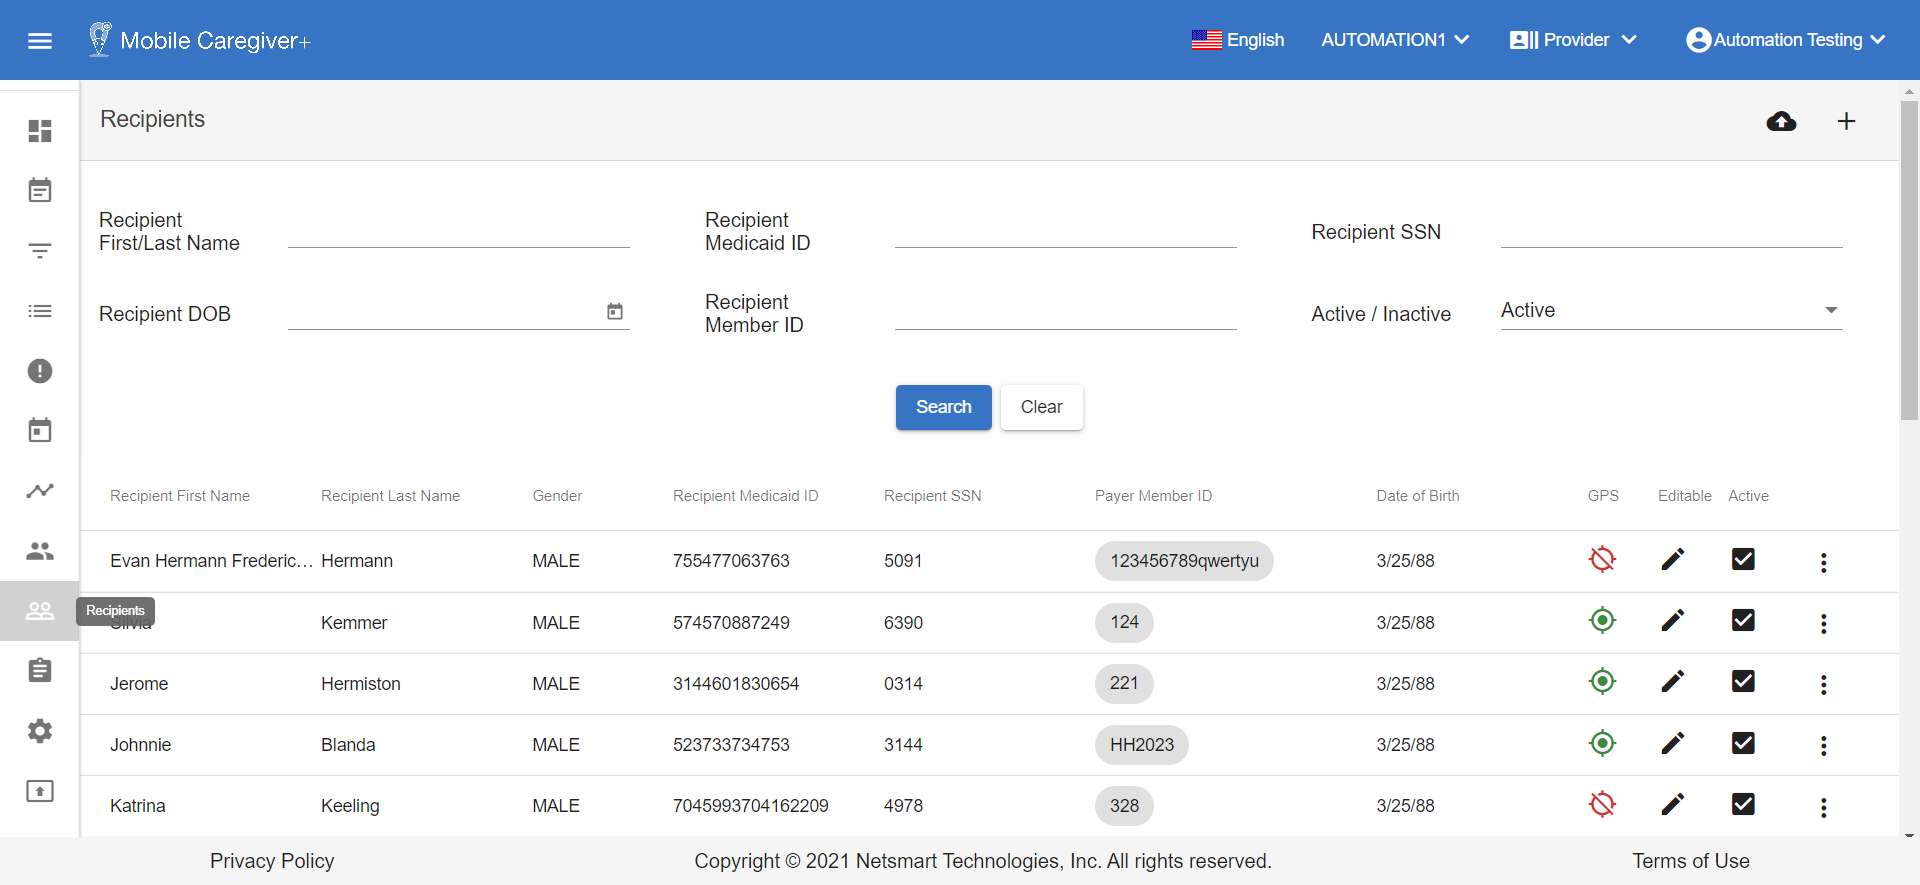 Mobile Caregiver+
English
AUTOMATION1
Provider
Automation Testing
Recipients
Recipient
First/Last Name
Recipient
Medicaid ID
Recipient SSN
Recipient DOB
Recipient
Member ID
Active / Inactive
Active
Search
Clear
Recipient First Name Recipient Last Name Gender Recipient Medicaid ID Recipient SSN Payer Member ID Date of Birth GPS Editable Active
Evan Hermann Frederic... Hermann MALE 755477063763 5091 123456789qwertyu 3/25/88
Recipients
Silvia Kemmer MALE 574570887249 6390 124 3/25/88
Jerome Hermiston MALE 3144601830654 0314 221 3/25/88
Johnnie Blanda MALE 523733734753 3144 HH2023 3/25/88
Katrina Keeling MALE 7045993704162209 4978 328 3/25/88
Privacy Policy
Copyright © 2021 Netsmart Technologies, Inc. All rights reserved.
Terms of Use